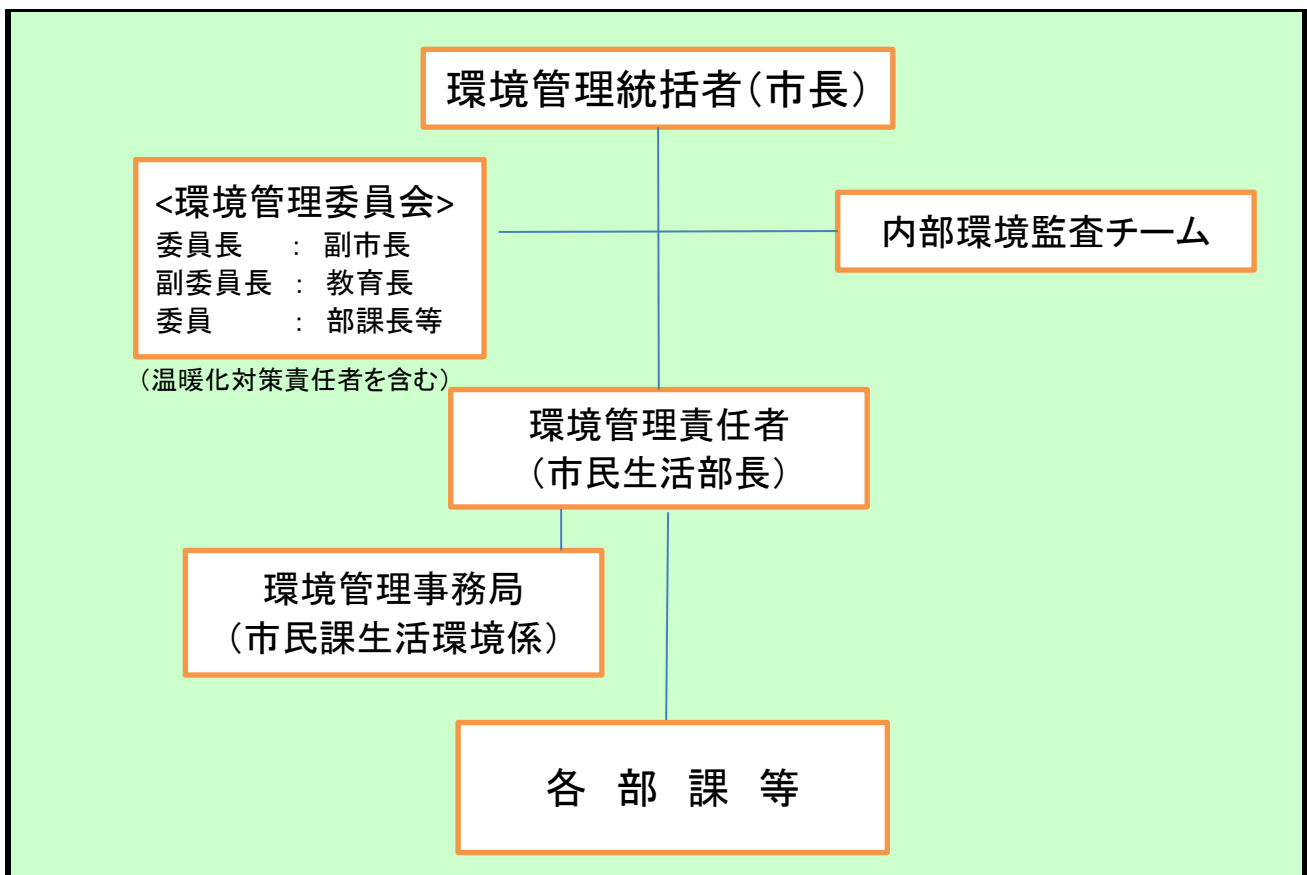 環境管理統括者（市長）
<環境管理委員会>
委員長　　： 副市長
副委員長 ： 教育長
委員　　　： 部課長等
（温暖化対策責任者を含む）
内部環境監査チーム
環境管理責任者
（市民生活部長）
環境管理事務局
（市民課生活環境係）
各　部　課　等